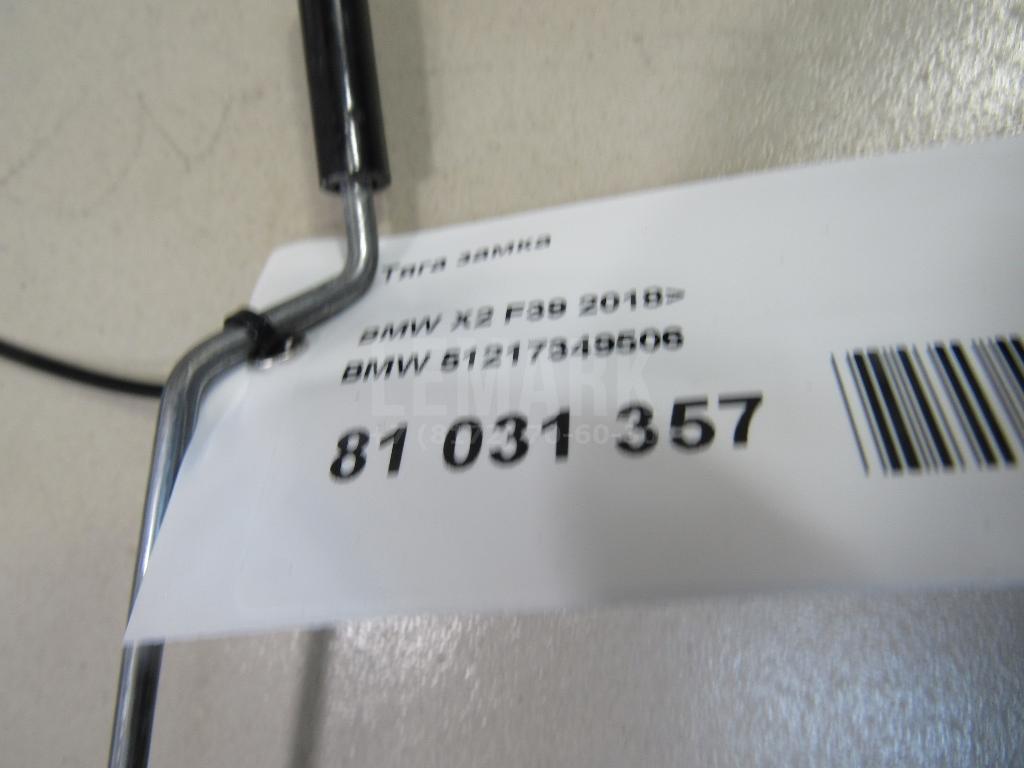 Тяга замка
BMW X2 F39 2018>
BMW 51217349506
81 031 357
LEMARK